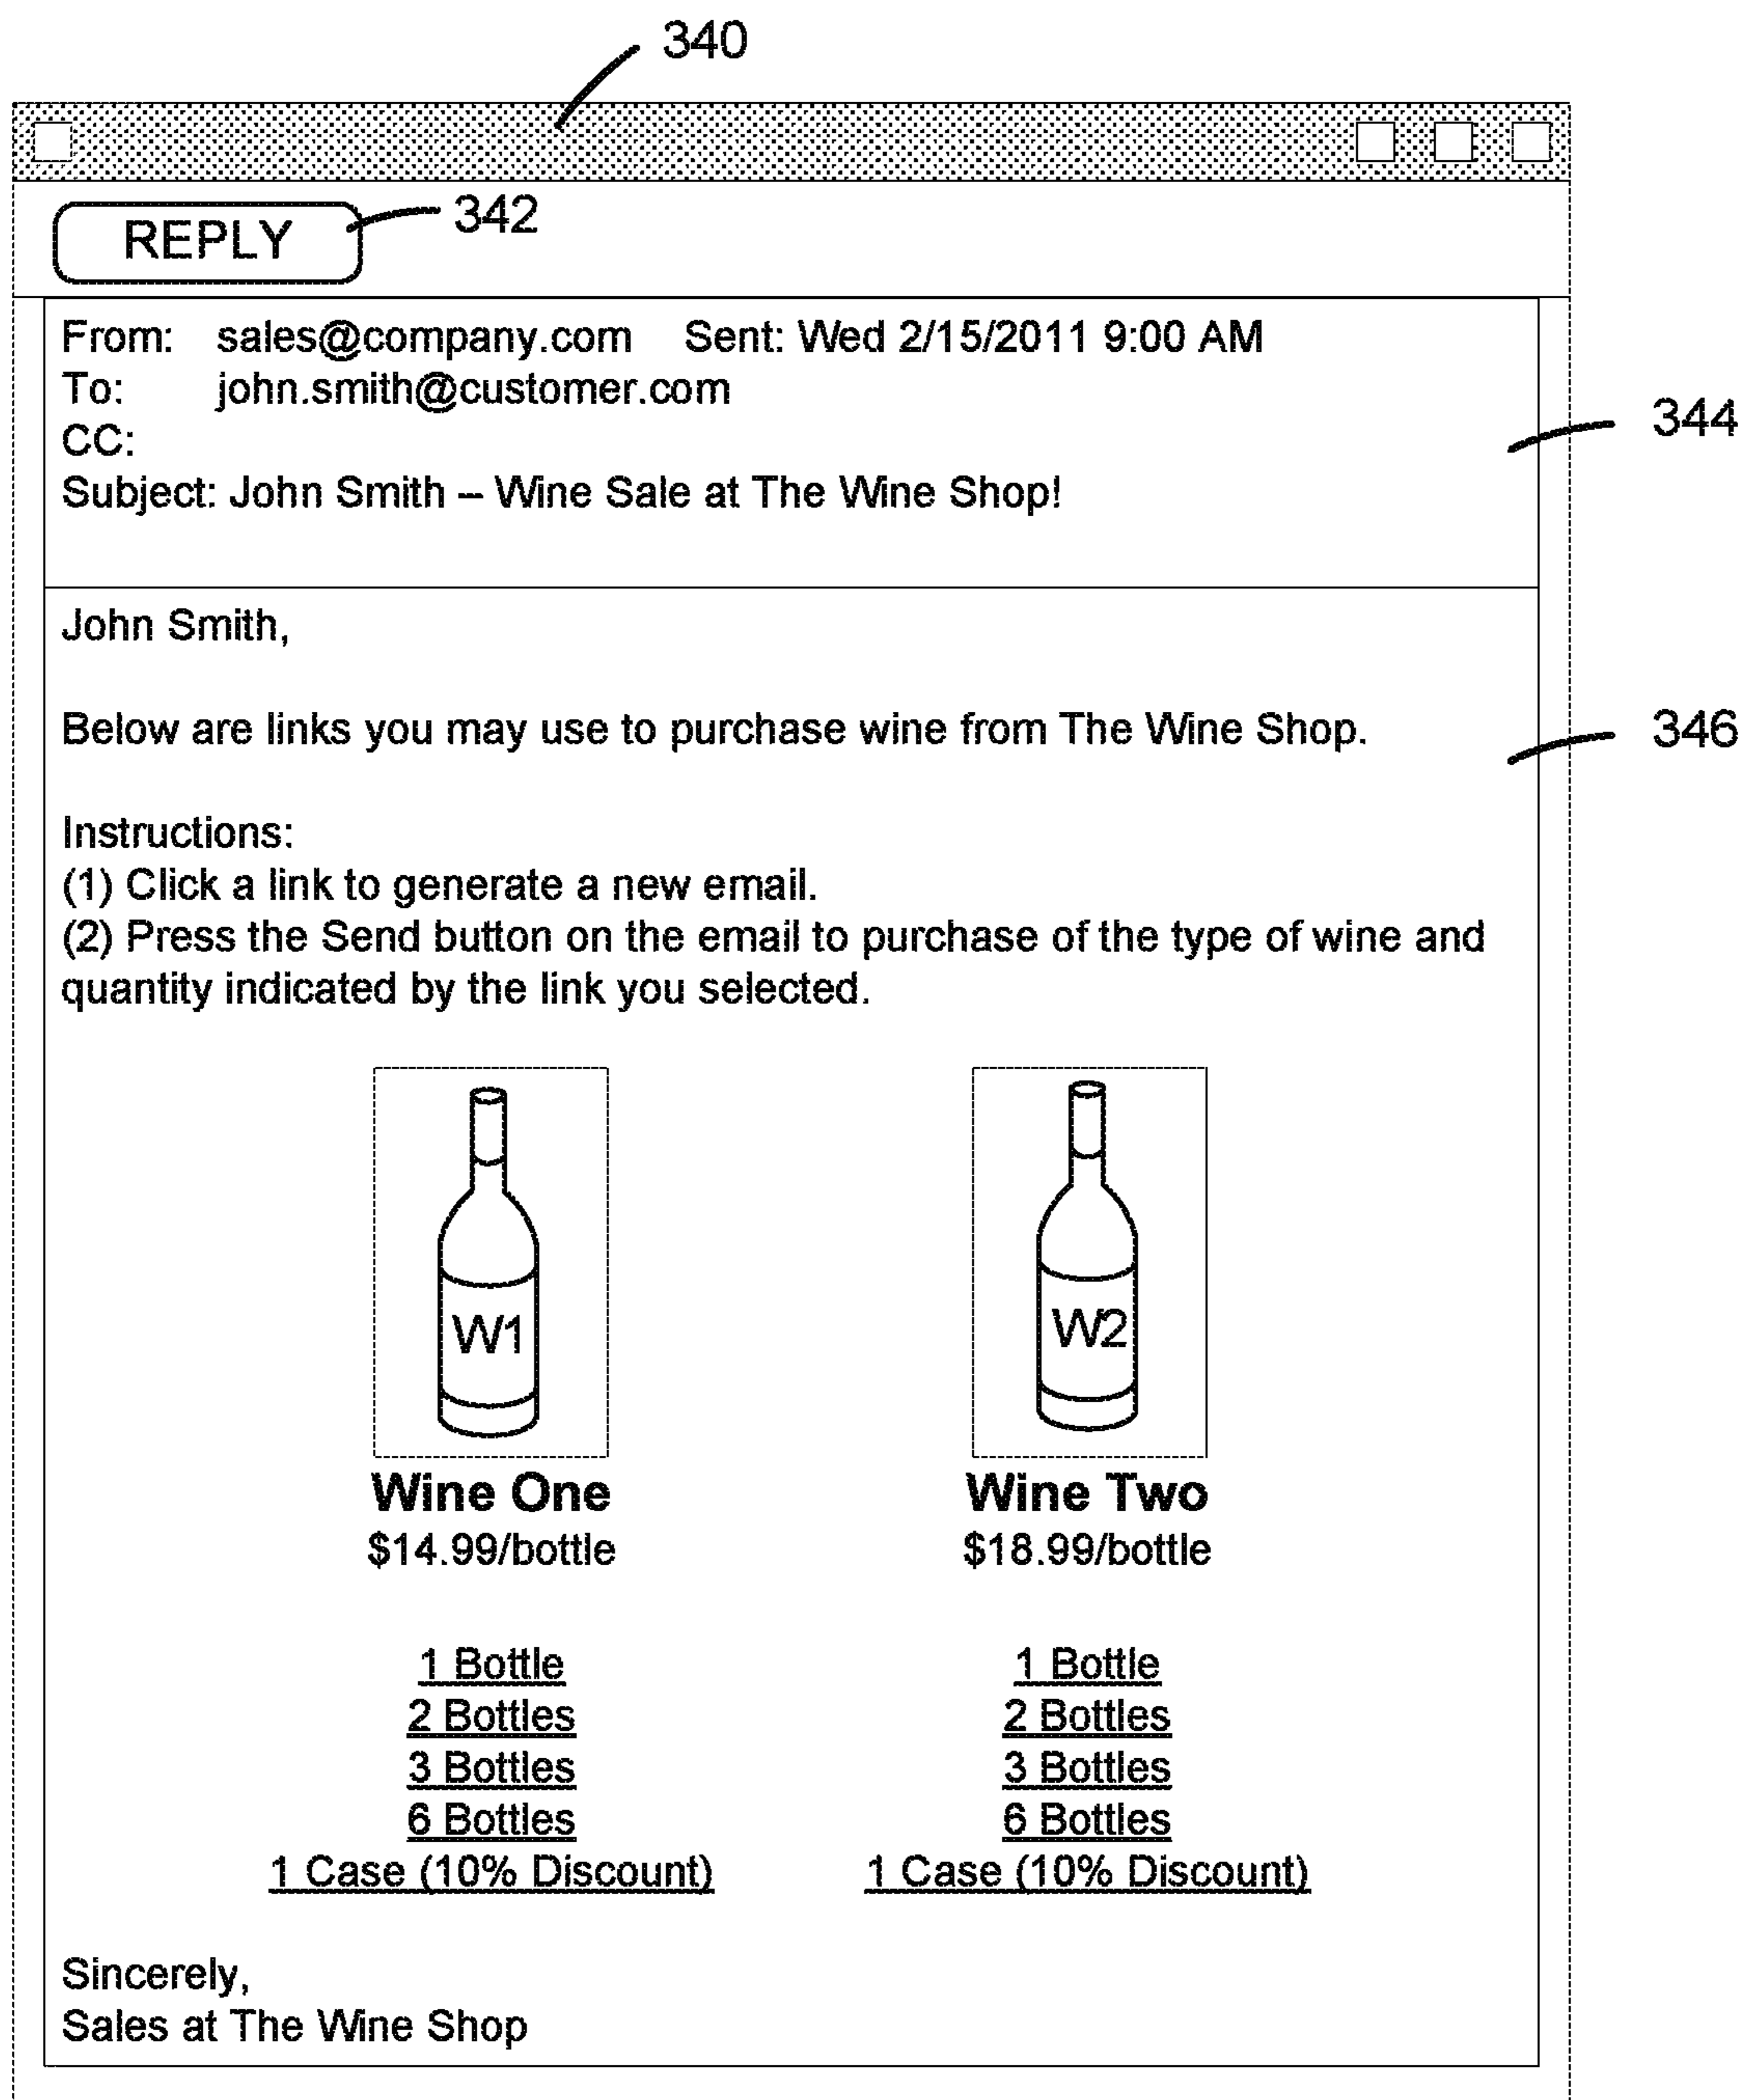 340
REPLY 342
From: sales@company.com Sent: Wed 2/15/2011 9:00 AM
To: john.smith@customer.com
344
CC:
Subject: John Smith – Wine Sale at The Wine Shop!
John Smith,
Below are links you may use to purchase wine from The Wine Shop.
346
Instructions:
(1) Click a link to generate a new email.
(2) Press the Send button on the email to purchase of the type of wine and
quantity indicated by the link you selected.
W1 W2
Wine One Wine Two
$14.99/bottle $18.99/bottle
1 Bottle 1 Bottle
2 Bottles 2 Bottles
3 Bottles 3 Bottles
6 Bottles 6 Bottles
1 Case (10% Discount) 1 Case (10% Discount)
Sincerely,
Sales at The Wine Shop